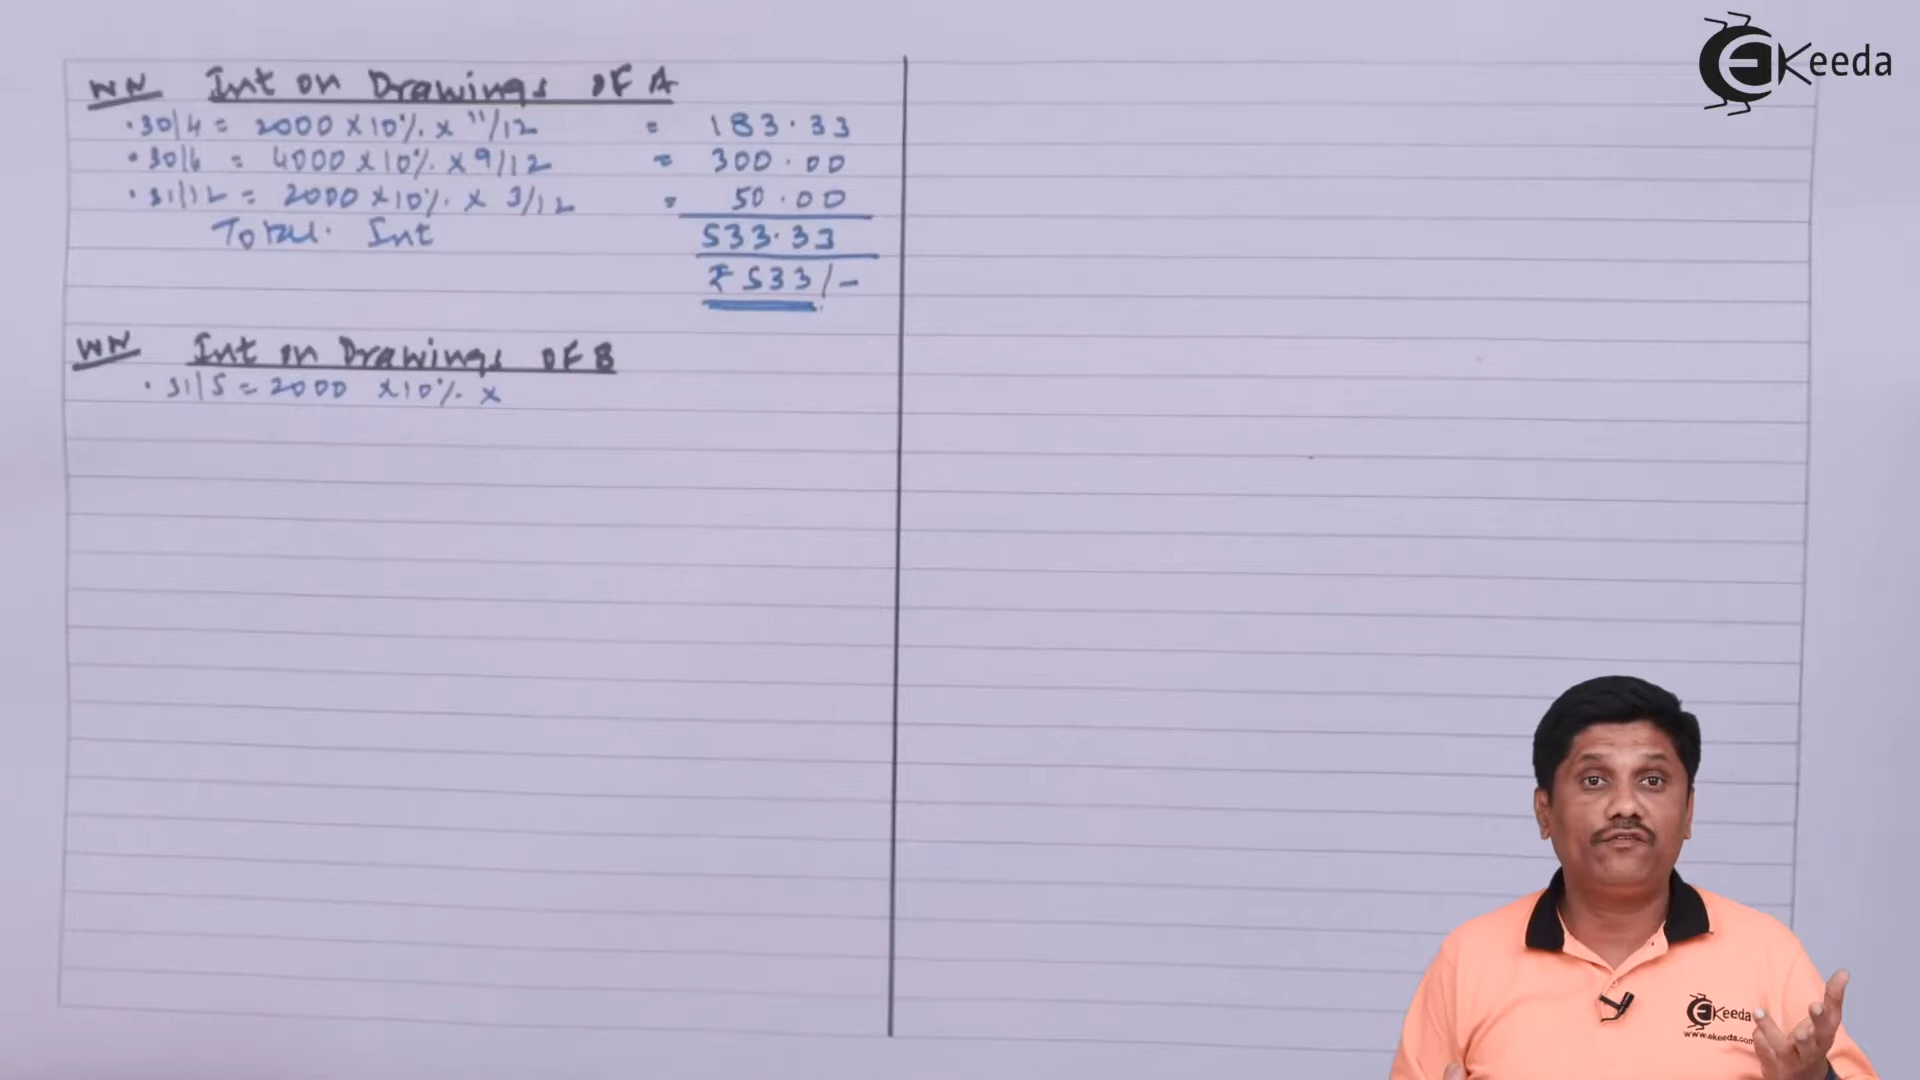 WN Int on Drawings OF A
• 30/4 = 2000 x 10% x 11/12 = 183.33
• 30/6 = 4000 x 10% x 9/12 = 300.00
• 31/12 = 2000 x 10% x 3/12 = 50.00
Total Int 533.33
₹ 533/-
WN Int on Drawings OF B
• 31/5 = 2000 x 10% x
Ekeeda
Ekeeda
www.ekeeda.com